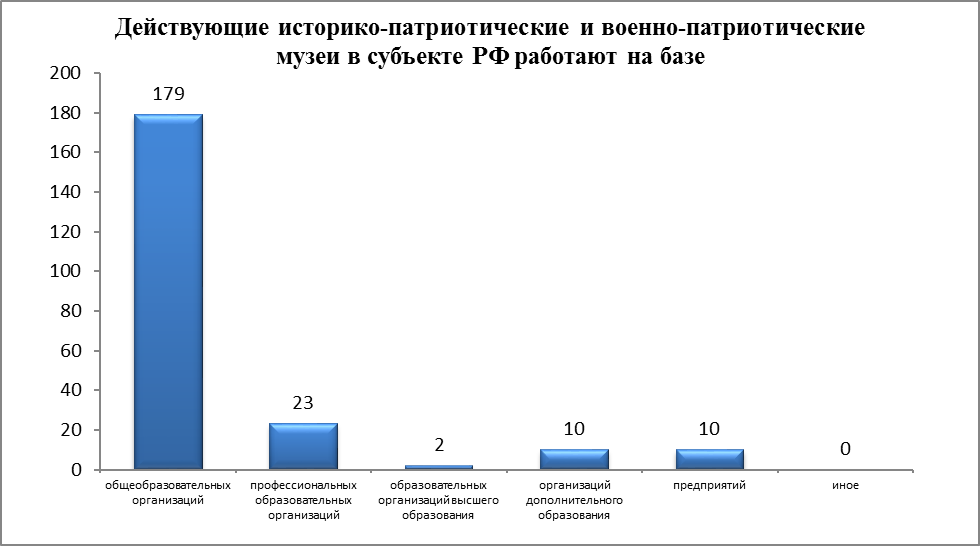 Действующие историко-патриотические и военно-патриотические
музеи в субъекте РФ работают на базе
200
180
160
140
120
100
80
60
40
20
0
179
23
2
10
10
0
общеобразовательных
организаций
профессиональных
образовательных
организаций
образовательных
организаций высшего
образования
организаций
дополнительного
образования
предприятий
иное